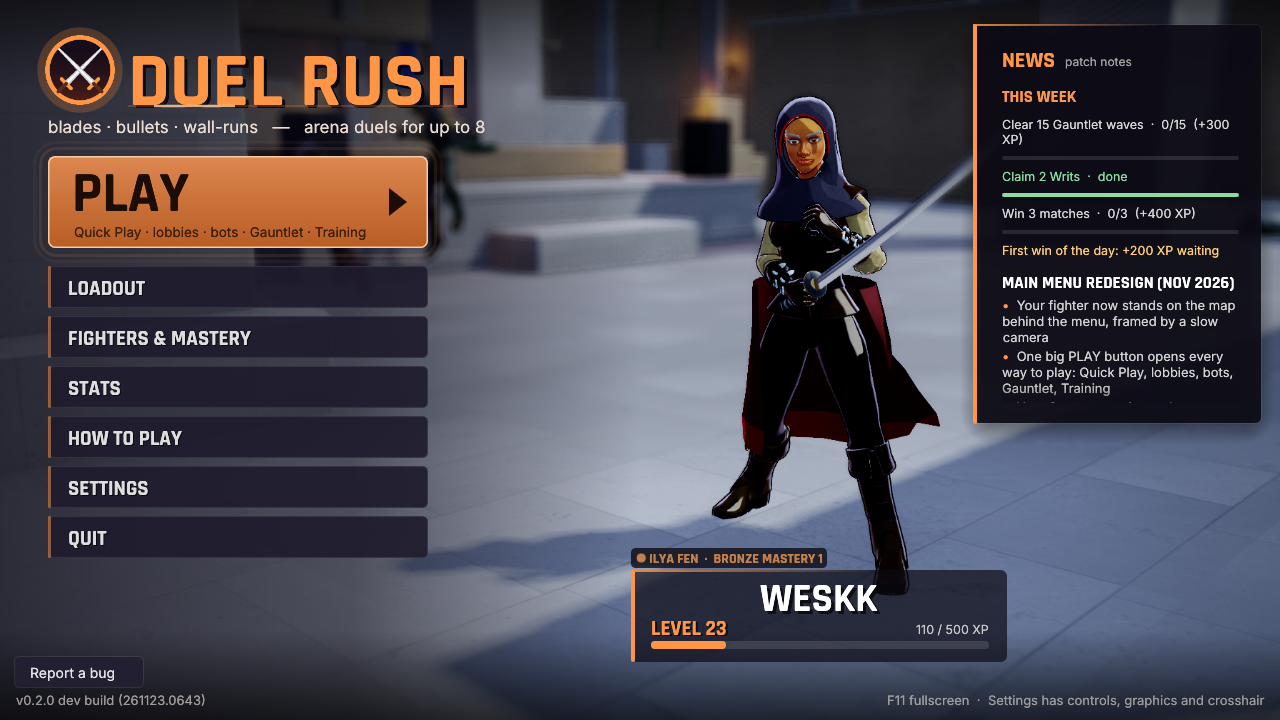 DUEL RUSH
blades · bullets · wall-runs — arena duels for up to 8
PLAY
Quick Play · lobbies · bots · Gauntlet · Training
LOADOUT
FIGHTERS & MASTERY
STATS
HOW TO PLAY
SETTINGS
QUIT
Report a bug
v0.2.0 dev build (261123.0643)
ILYA FEN · BRONZE MASTERY 1
WESKK
LEVEL 23
110 / 500 XP
NEWS patch notes
THIS WEEK
Clear 15 Gauntlet waves · 0/15 (+300
XP)
Claim 2 Writs · done
Win 3 matches · 0/3 (+400 XP)
First win of the day: +200 XP waiting
MAIN MENU REDESIGN (NOV 2026)
• Your fighter now stands on the map
behind the menu, framed by a slow
camera
• One big PLAY button opens every
way to play: Quick Play, lobbies, bots,
Gauntlet, Training
F11 fullscreen · Settings has controls, graphics and crosshair